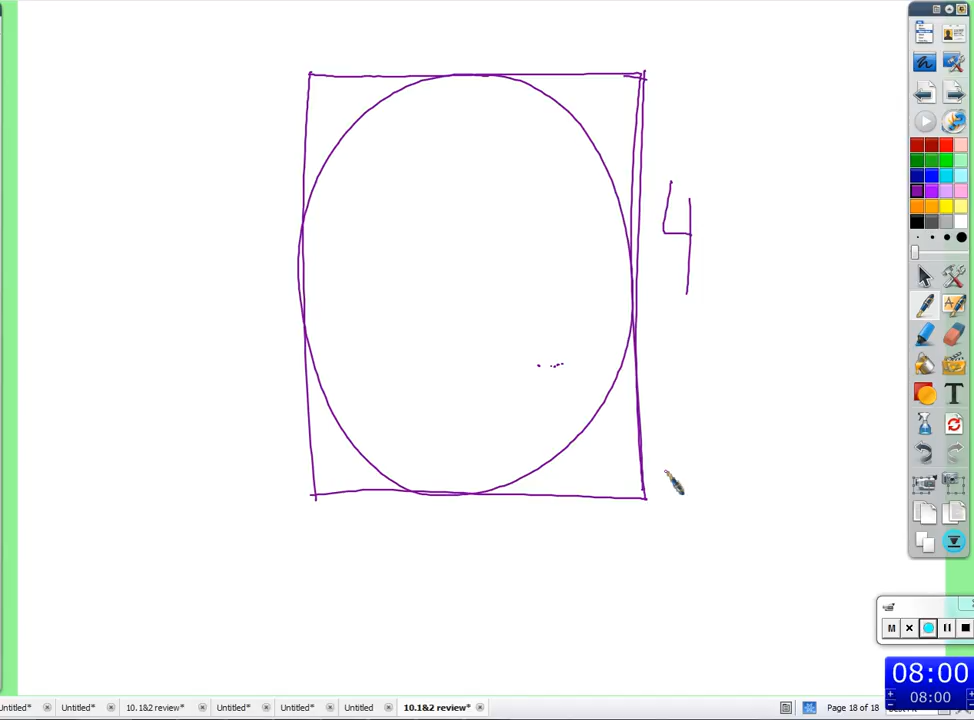 4
M
08:00
08:00
Untitled* Untitled* 10.1&2 review* Untitled* Untitled* Untitled 10.1&2 review* Page 18 of 18